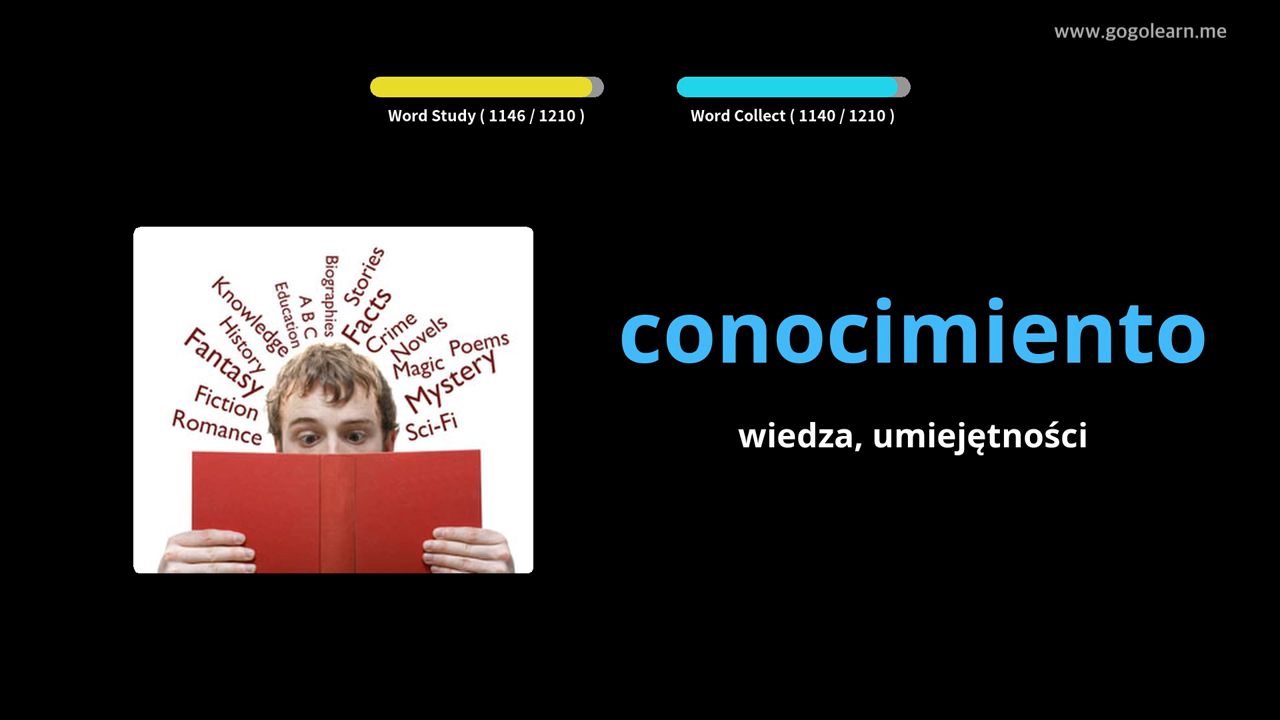 www.gogolearn.me
Word Study ( 1146 / 1210 )
Word Collect ( 1140 / 1210 )
Knowledge
Education
A B C
Biographies
Stories
Facts
Crime
Novels
Poems
History
Fantasy
Magic
Mystery
Fiction
Romance
Sci-Fi
conocimiento
wiedza, umiejętności